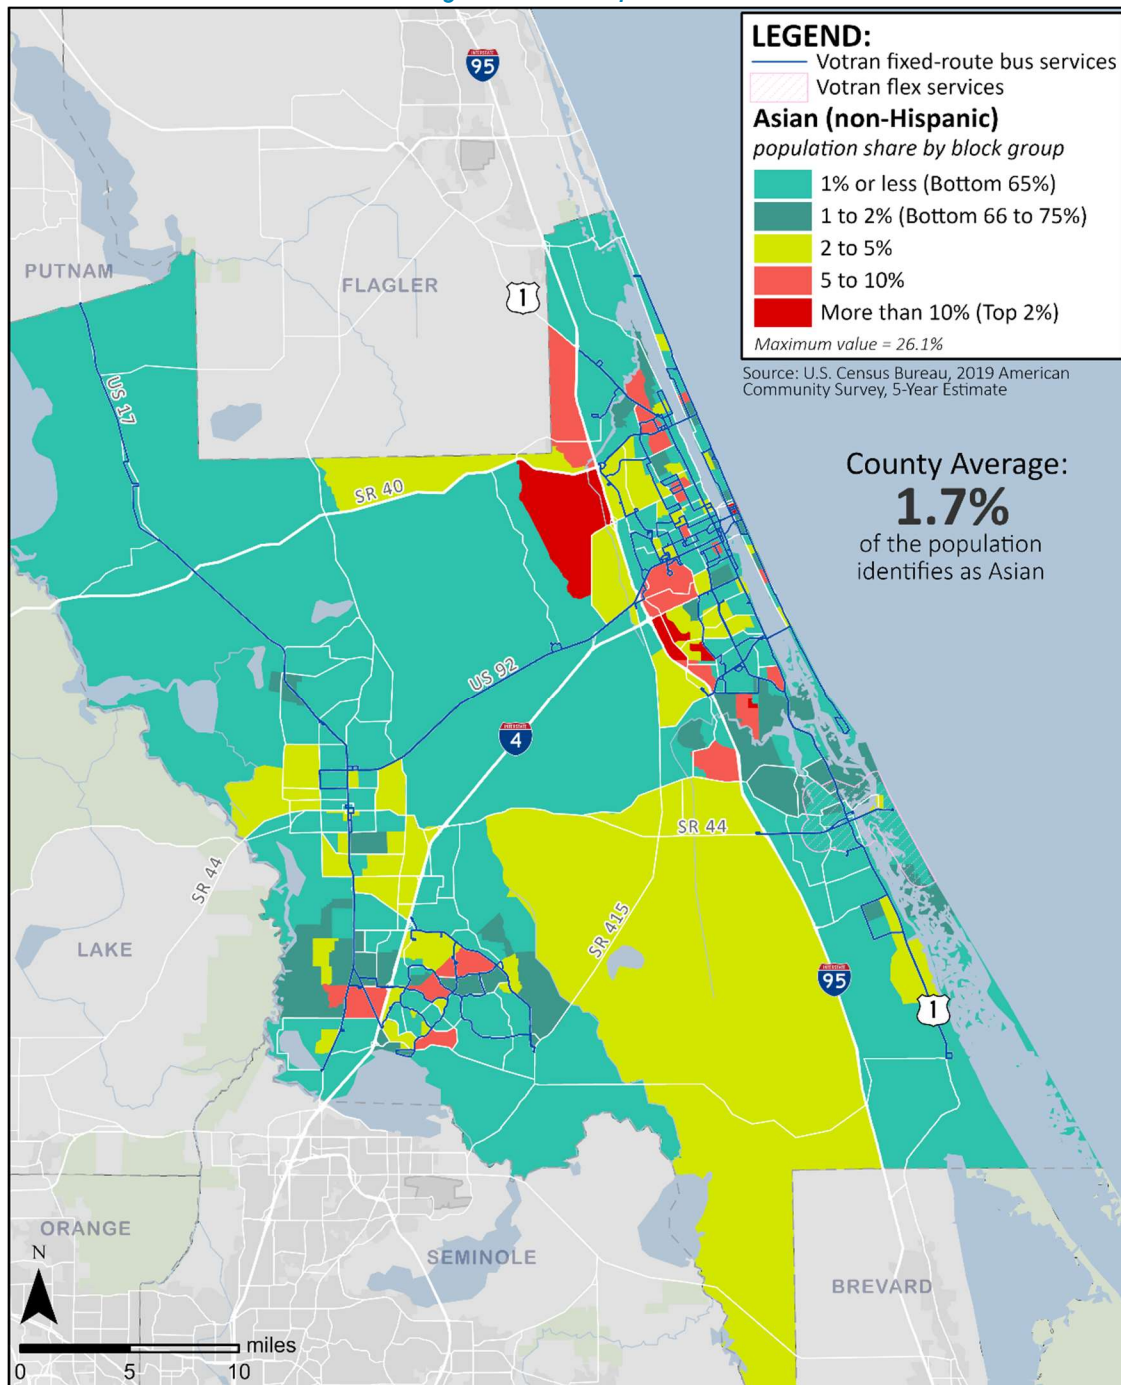 LEGEND:
Votran fixed-route bus services
Votran flex services
Asian (non-Hispanic)
population share by block group
1% or less (Bottom 65%)
1 to 2% (Bottom 66 to 75%)
2 to 5%
5 to 10%
More than 10% (Top 2%)
Maximum value = 26.1%
Source: U.S. Census Bureau, 2019 American
Community Survey, 5-Year Estimate
County Average:
1.7%
of the population
identifies as Asian
INTERSTATE
95
PUTNAM
FLAGLER
1
US 17
SR 40
US 92
INTERSTATE
4
SR 44
SR 44
SR 415
LAKE
INTERSTATE
95
1
ORANGE
SEMINOLE
BREVARD
N
miles
0 5 10